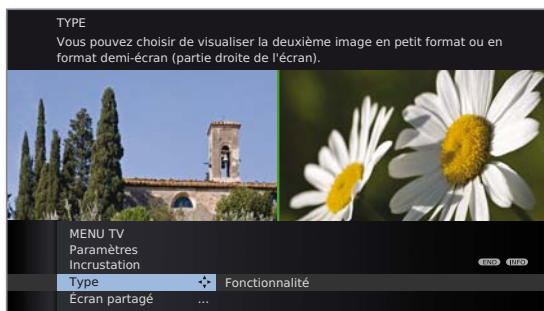 TYPE
Vous pouvez choisir de visualiser la deuxième image en petit format ou en
format demi-écran (partie droite de l'écran).
MENU TV
Paramètres
Incrustation
END INFO
Type Fonctionnalité
Écran partagé ...